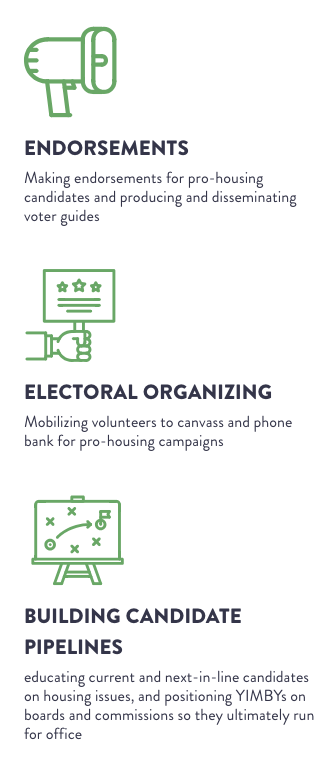 ENDORSEMENTS
Making endorsements for pro-housing
candidates and producing and disseminating
voter guides
ELECTORAL ORGANIZING
Mobilizing volunteers to canvass and phone
bank for pro-housing campaigns
BUILDING CANDIDATE
PIPELINES
educating current and next-in-line candidates
on housing issues, and positioning YIMBYs on
boards and commissions so they ultimately run
for office